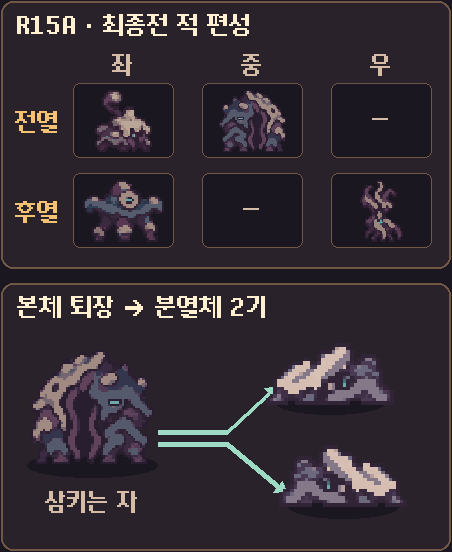 R15A · 최종전 적 편성
좌 중 우
전열 –
후열 –
본체 퇴장 → 분열체 2기
삼키는 자